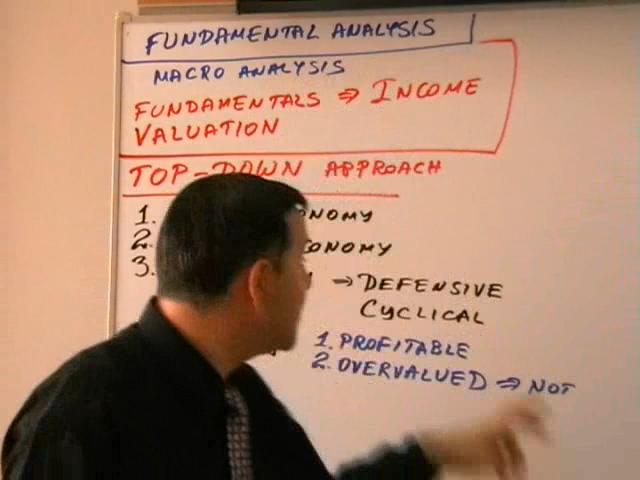 FUNDAMENTAL ANALYSIS
MACRO ANALYSIS
FUNDAMENTALS ⇒ INCOME
VALUATION
TOP-DOWN APPROACH
1. ONOMY
2. CONOMY
3. → DEFENSIVE
CYCLICAL
1. PROFITABLE
2. OVERVALUED ⇒ NOT